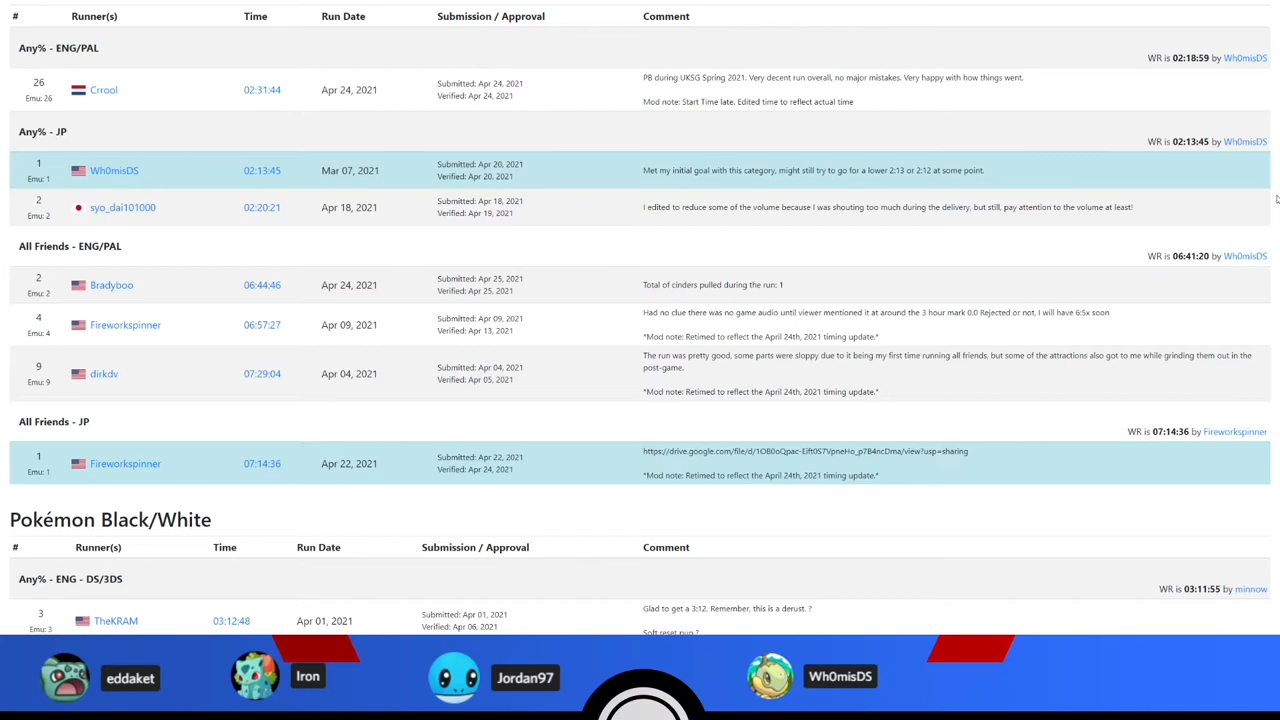 # Runner(s) Time Run Date Submission / Approval Comment
Any% - ENG/PAL
WR is 02:18:59 by Wh0misDS
26 Emu: 26 Crrool 02:31:44 Apr 24, 2021 Submitted: Apr 24, 2021 Verified: Apr 24, 2021 PB during UKSG Spring 2021. Very decent run overall, no major mistakes. Very happy with how things went.
Mod note: Start Time late. Edited time to reflect actual time
Any% - JP
WR is 02:13:45 by Wh0misDS
1 Emu: 1 Wh0misDS 02:13:45 Mar 07, 2021 Submitted: Apr 20, 2021 Verified: Apr 20, 2021 Met my initial goal with this category, might still try to go for a lower 2:13 or 2:12 at some point.
2 Emu: 2 syo_dai101000 02:20:21 Apr 18, 2021 Submitted: Apr 18, 2021 Verified: Apr 19, 2021 I edited to reduce some of the volume because I was shouting too much during the delivery, but still, pay attention to the volume at least!
All Friends - ENG/PAL
WR is 06:41:20 by Wh0misDS
2 Emu: 2 Bradyboo 06:44:46 Apr 24, 2021 Submitted: Apr 25, 2021 Verified: Apr 25, 2021 Total of cinders pulled during the run: 1
4 Emu: 4 Fireworkspinner 06:57:27 Apr 09, 2021 Submitted: Apr 09, 2021 Verified: Apr 13, 2021 Had no clue there was no game audio until viewer mentioned it at around the 3 hour mark 0.0 Rejected or not, I will have 6:5x soon
*Mod note: Retimed to reflect the April 24th, 2021 timing update.*
9 Emu: 9 dirkdv 07:29:04 Apr 04, 2021 Submitted: Apr 04, 2021 Verified: Apr 05, 2021 The run was pretty good, some parts were sloppy due to it being my first time running all friends, but some of the attractions also got to me while grinding them out in the
post-game.
*Mod note: Retimed to reflect the April 24th, 2021 timing update.*
All Friends - JP
WR is 07:14:36 by Fireworkspinner
1 Emu: 1 Fireworkspinner 07:14:36 Apr 22, 2021 Submitted: Apr 22, 2021 Verified: Apr 24, 2021 https://drive.google.com/file/d/1OB0oQpac-Eift0S7VpneHo_p7B4ncDma/view?usp=sharing
*Mod note: Retimed to reflect the April 24th, 2021 timing update.*
Pokémon Black/White
# Runner(s) Time Run Date Submission / Approval Comment
Any% - ENG - DS/3DS
WR is 03:11:55 by minnow
3 Emu: 3 TheKRAM 03:12:48 Apr 01, 2021 Submitted: Apr 01, 2021 Verified: Apr 06, 2021 Glad to get a 3:12. Remember, this is a derust. ?
Soft reset pun ?
eddaket Iron Jordan97 Wh0misDS